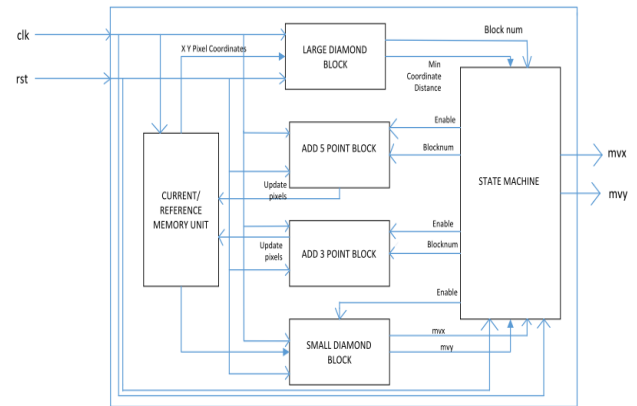 clk
rst
X Y Pixel Coordinates
LARGE DIAMOND
BLOCK
Block num
Min
Coordinate
Distance
ADD 5 POINT BLOCK
Enable
Blocknum
Update
pixels
CURRENT/
REFERENCE
MEMORY UNIT
STATE MACHINE
mvx
mvy
ADD 3 POINT BLOCK
Enable
Blocknum
Update
pixels
Enable
SMALL DIAMOND
BLOCK
mvx
mvy